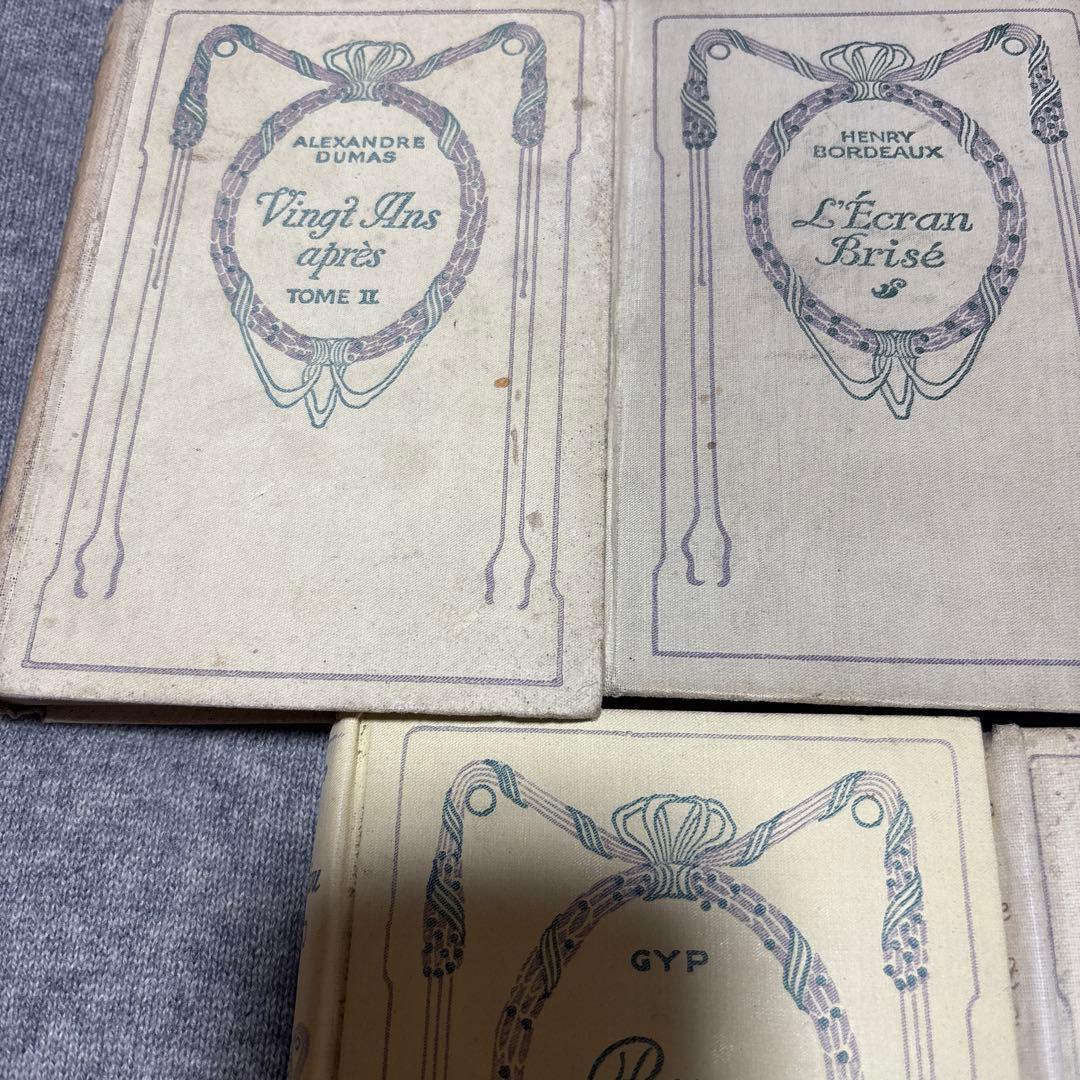 ALEXANDRE
DUMAS
Vingt Ans
après
TOME II
HENRY
BORDEAUX
L'Écran
Brisé
GYP